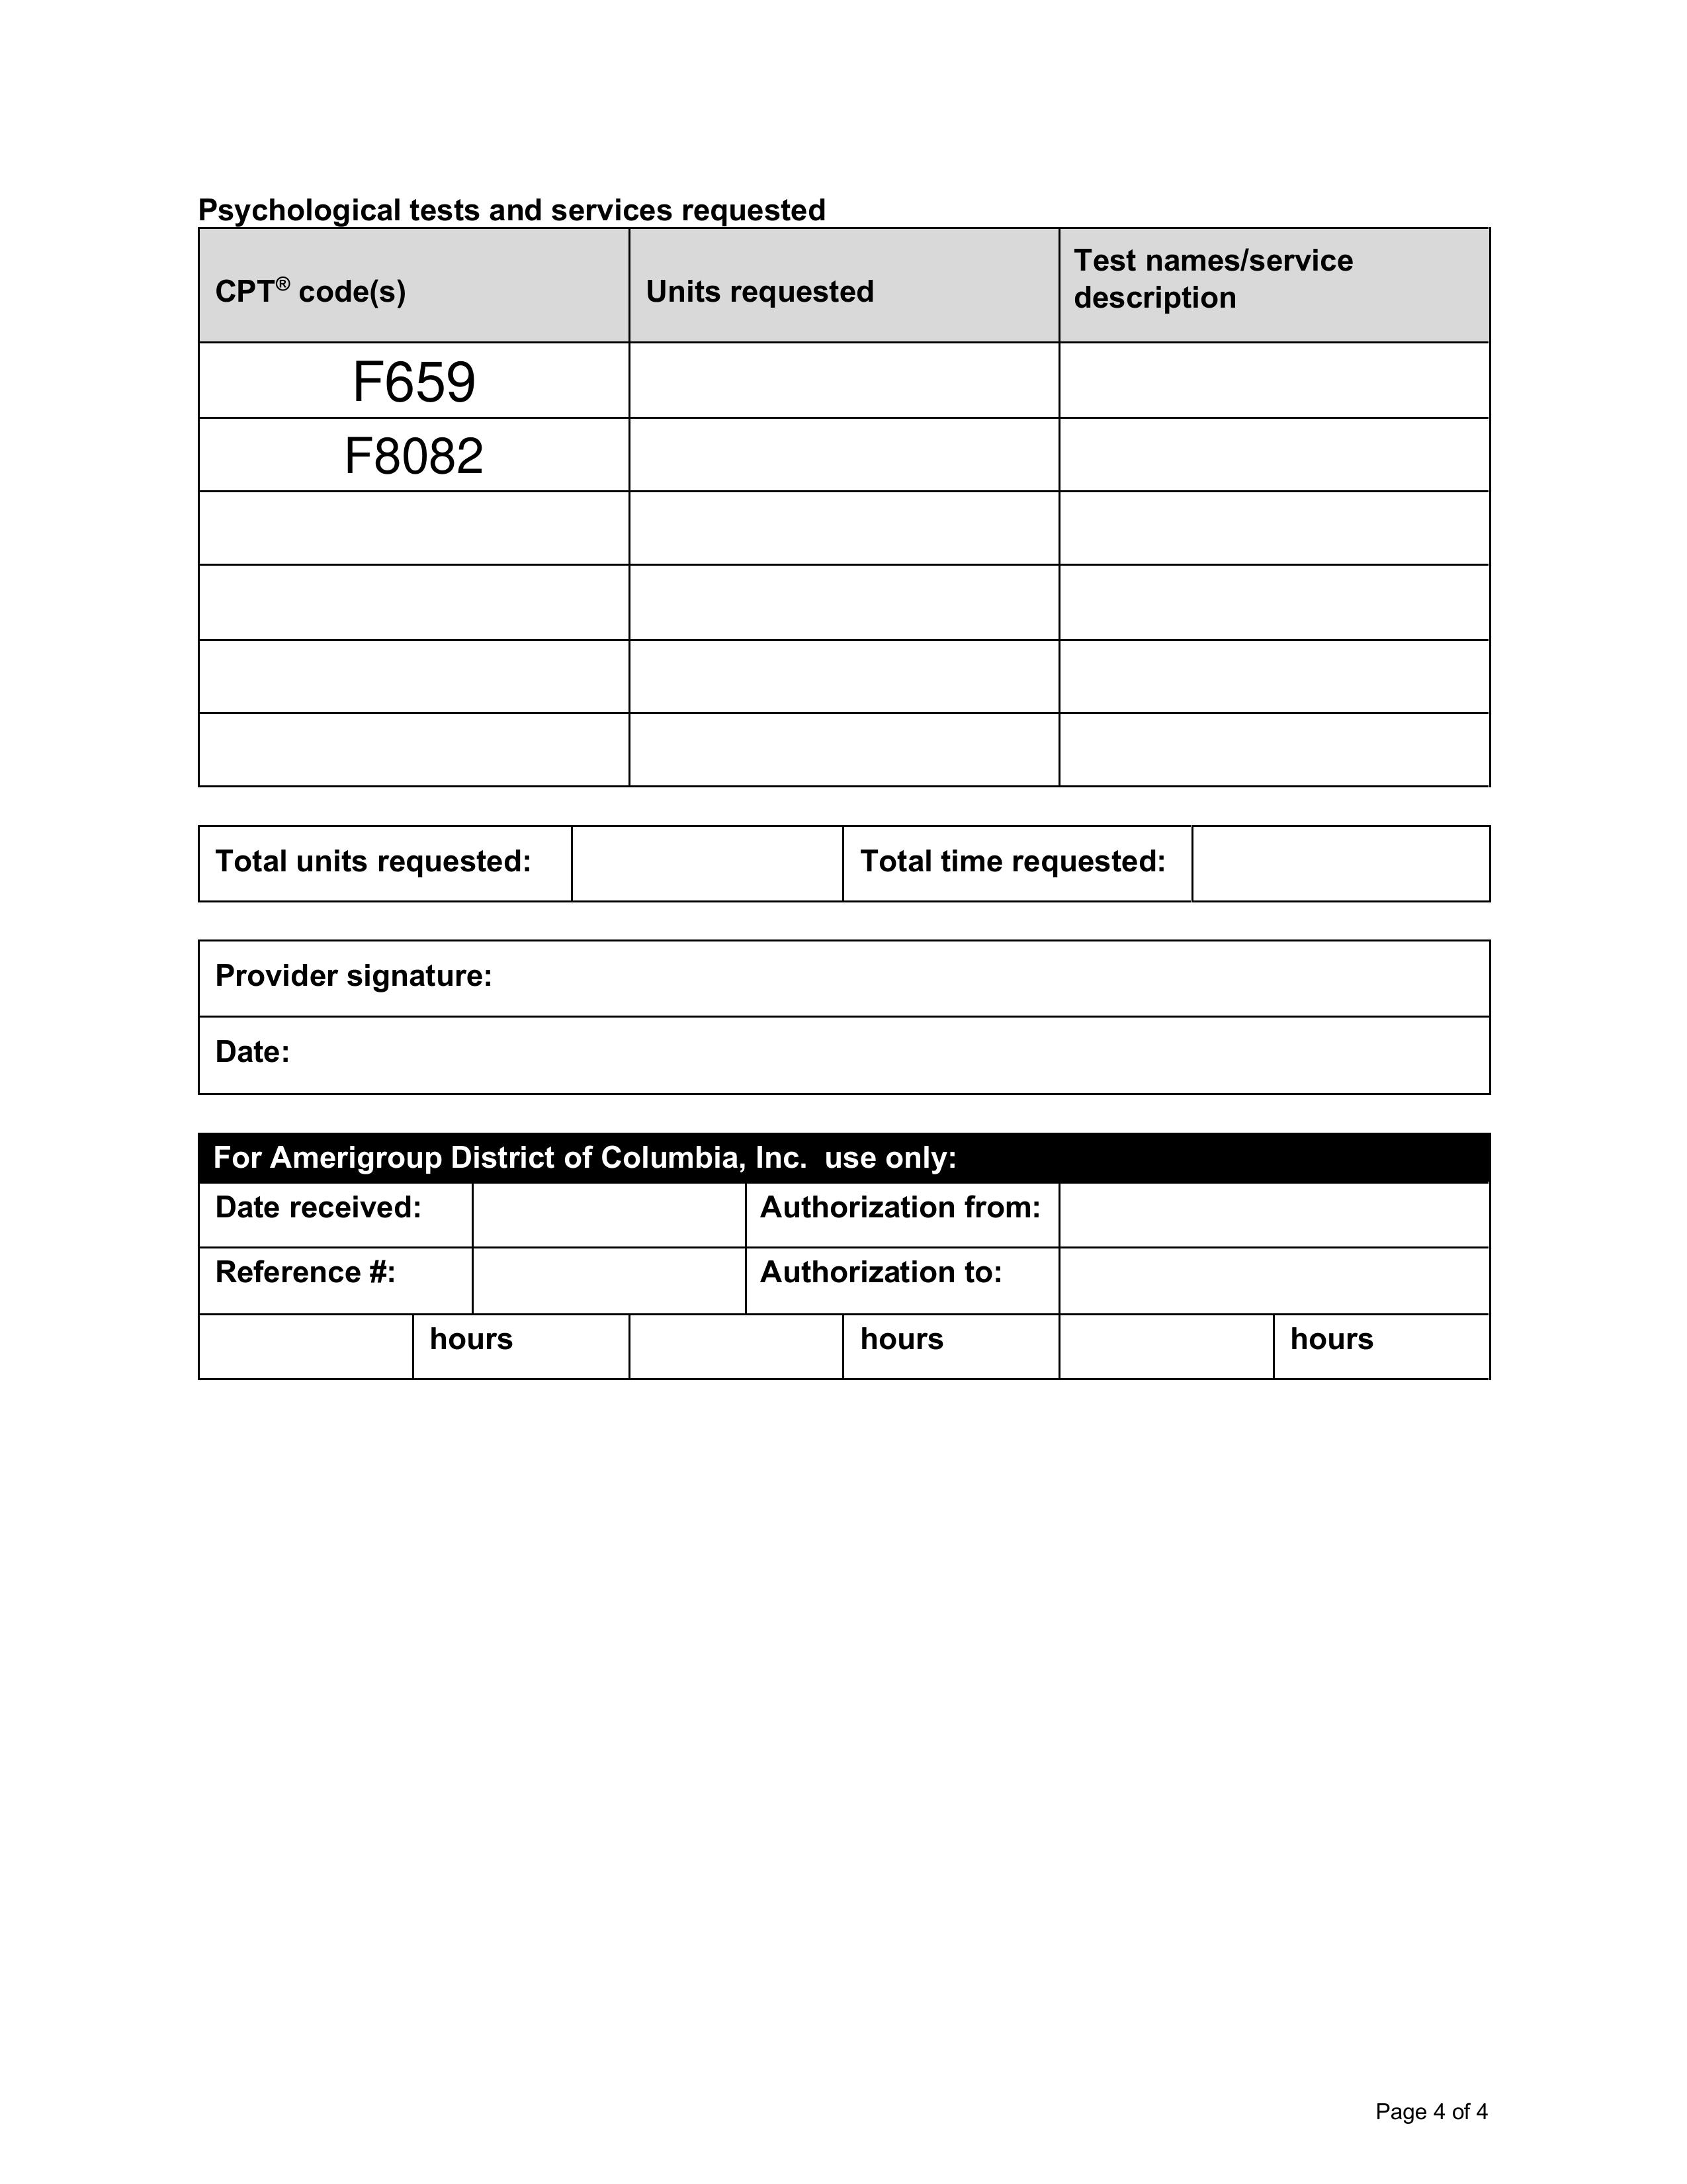 Psychological tests and services requested
CPT® code(s) Units requested Test names/service
description
F659
F8082
Total units requested: Total time requested:
Provider signature:
Date:
For Amerigroup District of Columbia, Inc.  use only:
Date received: Authorization from:
Reference #: Authorization to:
hours hours hours
Page 4 of 4